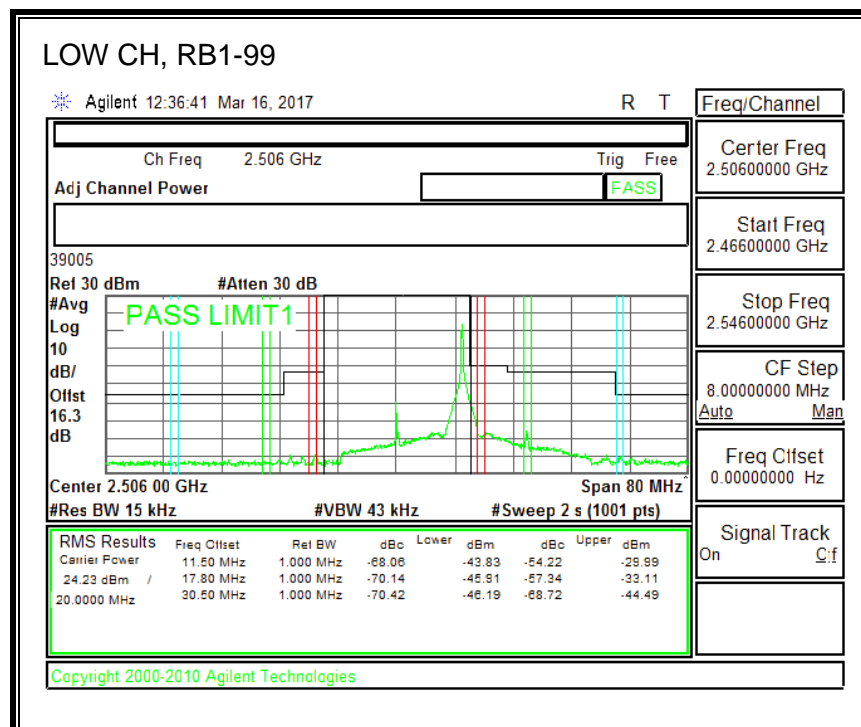 LOW CH, RB1-99
Agilent 12:36:41 Mar 16, 2017 R T
Freq/Channel
Ch Freq 2.506 GHz Trig Free
Adj Channel Power PASS
Center Freq
2.50600000 GHz
Start Freq
2.46600000 GHz
Stop Freq
2.54600000 GHz
CF Step
8.00000000 MHz
Auto Man
Freq Offset
0.00000000 Hz
Signal Track
On Off
39005
Ref 30 dBm #Atten 30 dB
#Avg
Log
10
dB/
Offst
16.3
dB
PASS LIMIT1
Center 2.506 00 GHz Span 80 MHz
#Res BW 15 kHz #VBW 43 kHz #Sweep 2 s (1001 pts)
RMS Results Freq Offset Ref BW dBc Lower dBm dBc Upper dBm
Carrier Power 11.50 MHz 1.000 MHz -68.06 -43.83 -54.22 -29.99
24.23 dBm / 17.80 MHz 1.000 MHz -70.14 -45.91 -57.34 -33.11
20.0000 MHz 30.50 MHz 1.000 MHz -70.42 -46.19 -68.72 -44.49
Copyright 2000-2010 Agilent Technologies